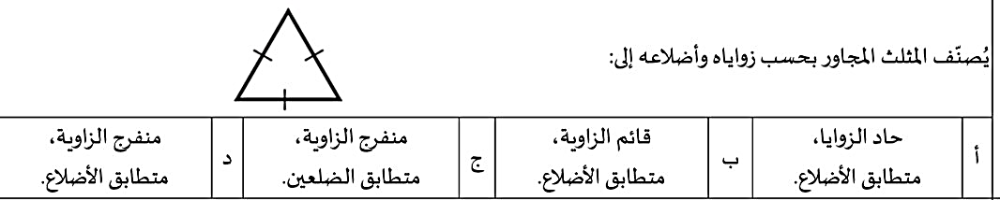 يُصنّف المثلث المجاور بحسب زواياه وأضلاعه إلى:
أ
حاد الزوايا،
متطابق الأضلاع.
ب
قائم الزاوية،
متطابق الأضلاع.
ج
منفرج الزاوية،
متطابق الضلعين.
د
منفرج الزاوية،
متطابق الأضلاع.